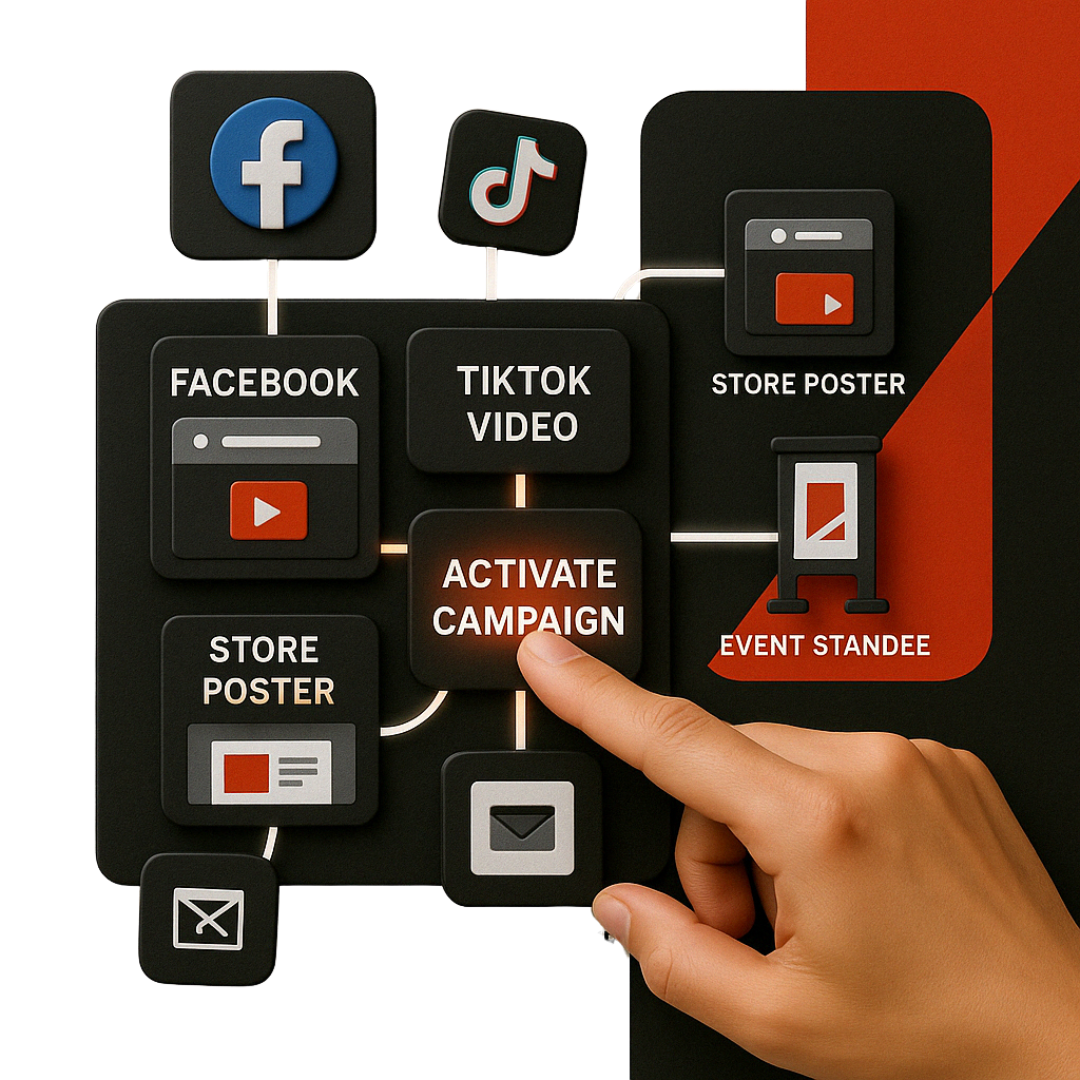 FACEBOOK
TIKTOK
VIDEO
STORE POSTER
ACTIVATE
CAMPAIGN
EVENT STANDEE
STORE
POSTER